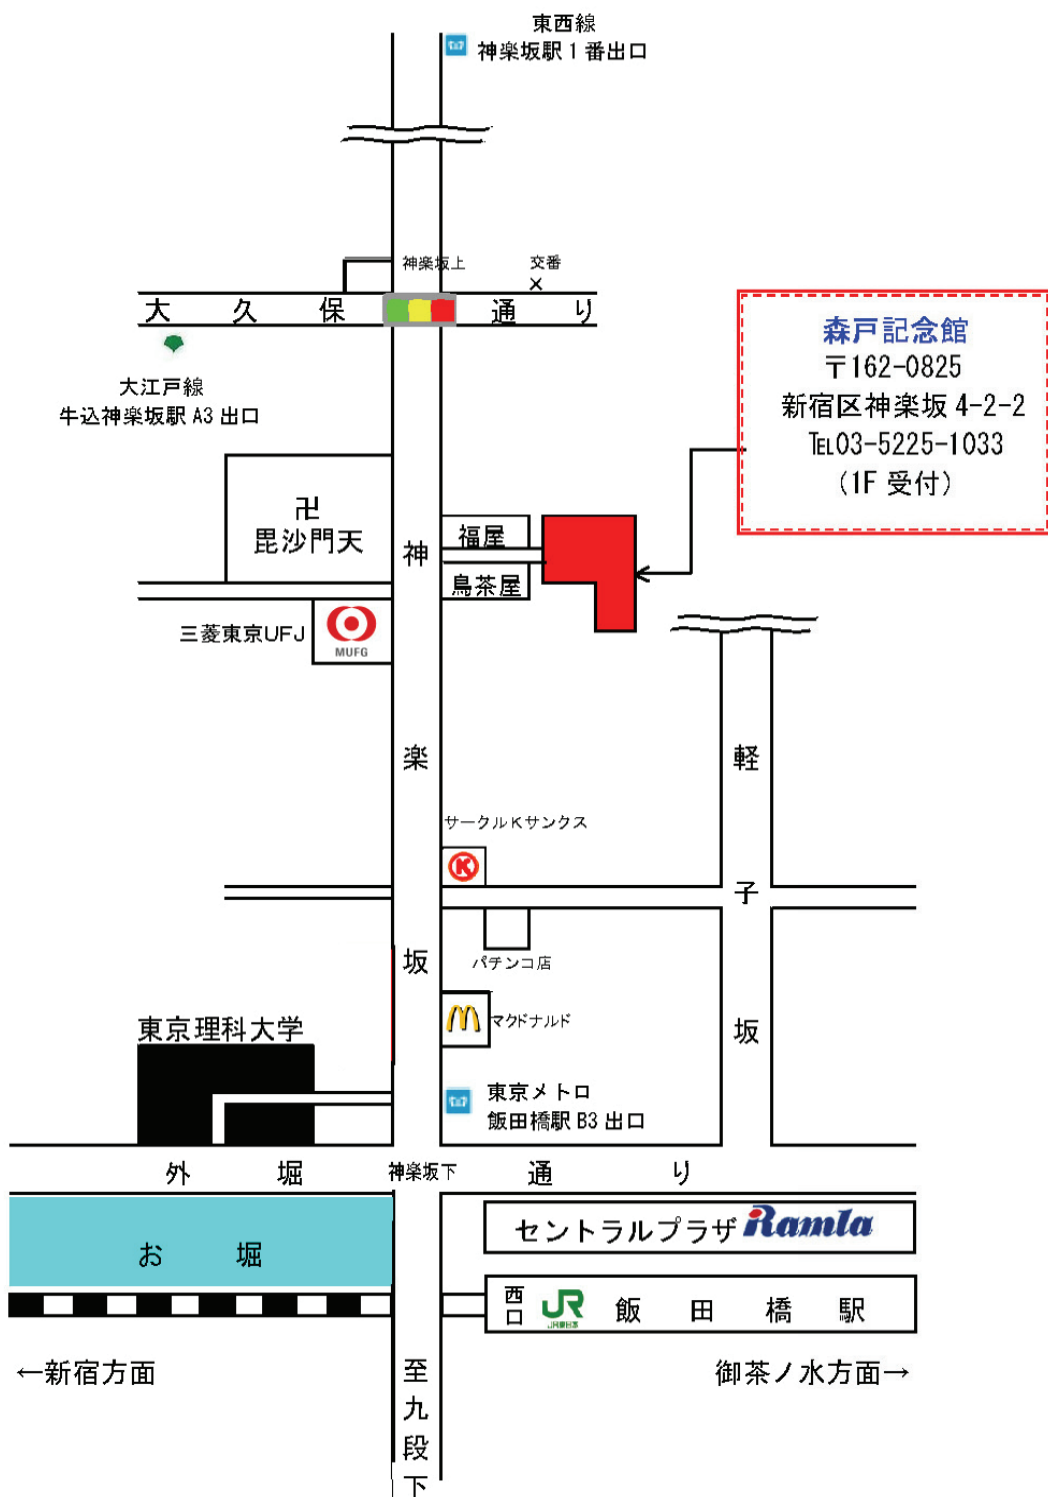 東西線
神楽坂駅1番出口
神楽坂上
交番
大久保通り
大江戸線
牛込神楽坂駅 A3 出口
森戸記念館
〒162-0825
新宿区神楽坂 4-2-2
℡03-5225-1033
(1F 受付)
卍
毘沙門天
福屋
鳥茶屋
三菱東京UFJ
MUFG
神楽坂
軽子坂
サークルKサンクス
K
パチンコ店
マクドナルド
東京理科大学
東京メトロ
飯田橋駅 B3 出口
外堀通り
神楽坂下
セントラルプラザ Ramla
お堀
西口
JR
JR東日本
飯田橋駅
←新宿方面
御茶ノ水方面→
至九段下